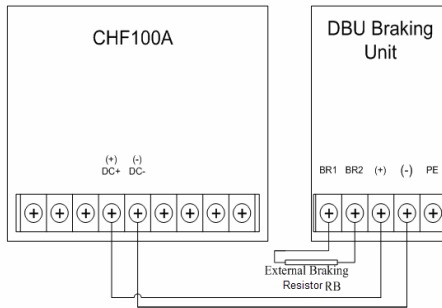 CHF100A
DBU Braking
Unit
(+) (-)
DC+ DC-
BR1 BR2 (+) (-) PE
External Braking
Resistor RB